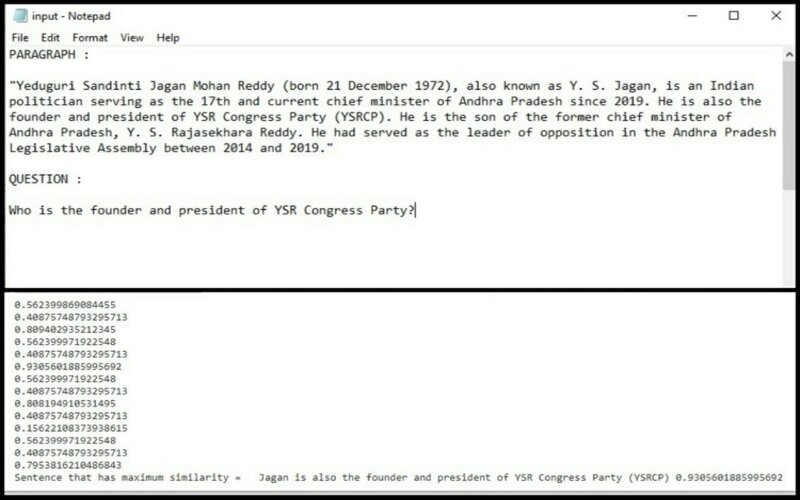 input - Notepad
File Edit Format View Help
PARAGRAPH :
"Yeduguri Sandinti Jagan Mohan Reddy (born 21 December 1972), also known as Y. S. Jagan, is an Indian
politician serving as the 17th and current chief minister of Andhra Pradesh since 2019. He is also the
founder and president of YSR Congress Party (YSRCP). He is the son of the former chief minister of
Andhra Pradesh, Y. S. Rajasekhara Reddy. He had served as the leader of opposition in the Andhra Pradesh
Legislative Assembly between 2014 and 2019."
QUESTION :
Who is the founder and president of YSR Congress Party?
0.562399869084455
0.40875748793295713
0.809402935212345
0.562399971922548
0.40875748793295713
0.9305601885995692
0.562399971922548
0.40875748793295713
0.808194910531495
0.40875748793295713
0.15622108373938615
0.562399971922548
0.40875748793295713
0.7953816210486843
Sentence that has maximum similarity = Jagan is also the founder and president of YSR Congress Party (YSRCP) 0.9305601885995692